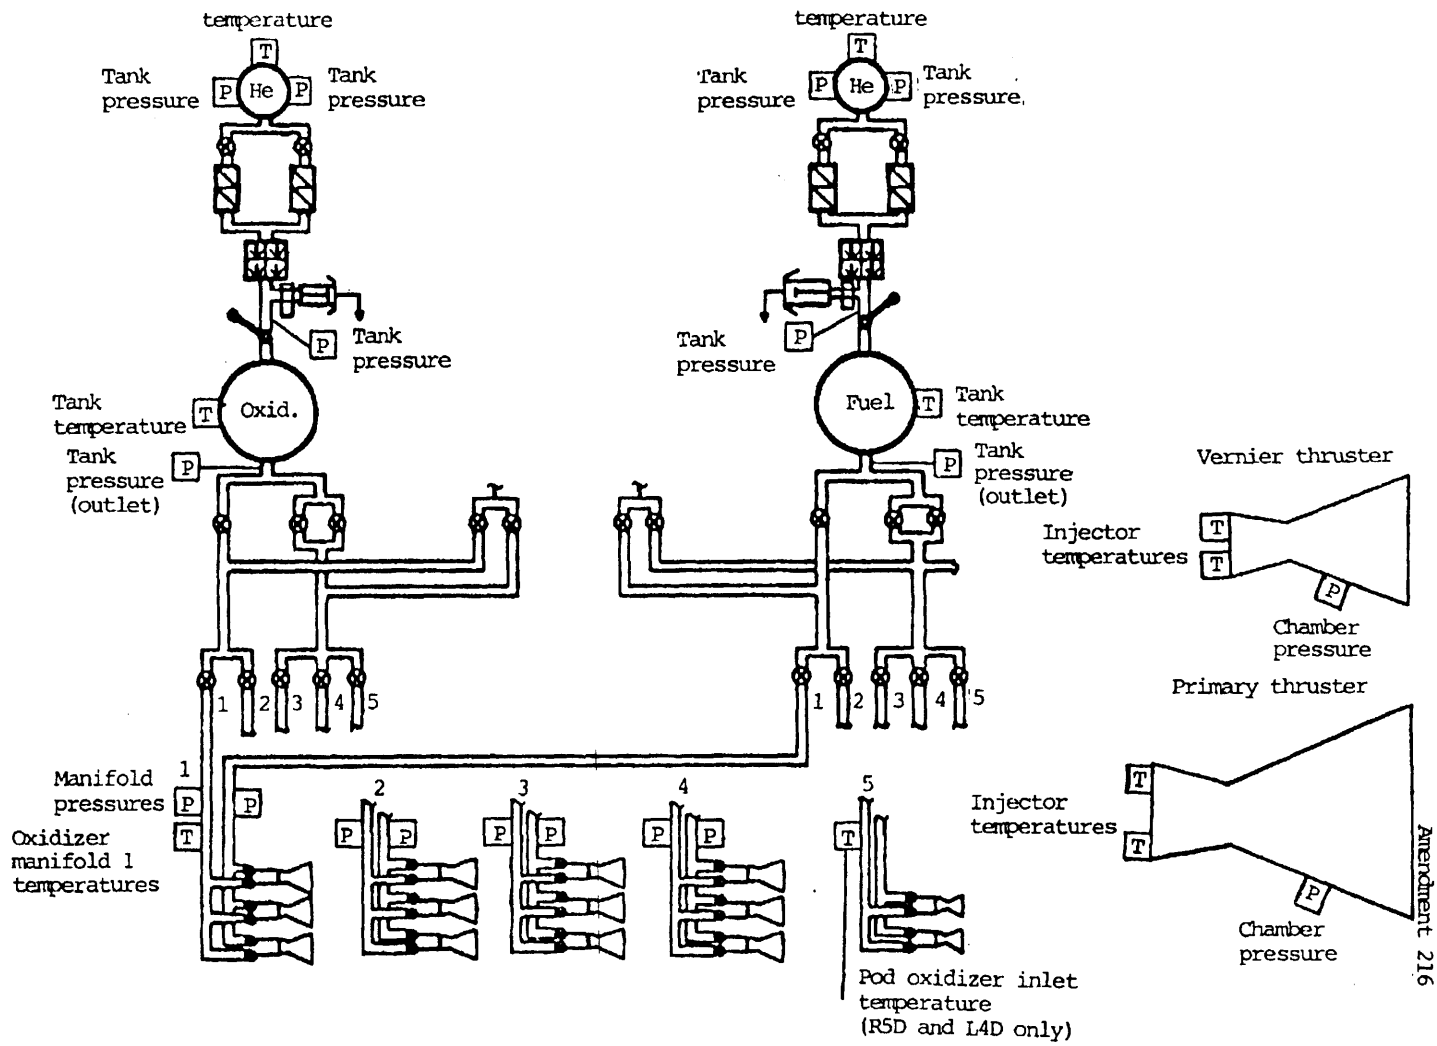 temperature
T
Tank
pressure
P
He
P
Tank
pressure
temperature
T
Tank
pressure
P
He
P
Tank
pressure
P
Tank
pressure
Tank
pressure
P
Tank
temperature
T
Oxid.
Fuel
T
Tank
temperature
Tank
pressure
(outlet)
P
P
Tank
pressure
(outlet)
Vernier thruster
Injector
temperatures
T
T
P
Chamber
pressure
1
2
3
4
5
1
2
3
4
5
Primary thruster
Injector
temperatures
T
T
P
Chamber
pressure
Manifold
pressures
1
P
P
Oxidizer
manifold 1
temperatures
T
2
P
P
3
P
P
4
P
P
5
T
Pod oxidizer inlet
temperature
(R5D and L4D only)
Amendment 216